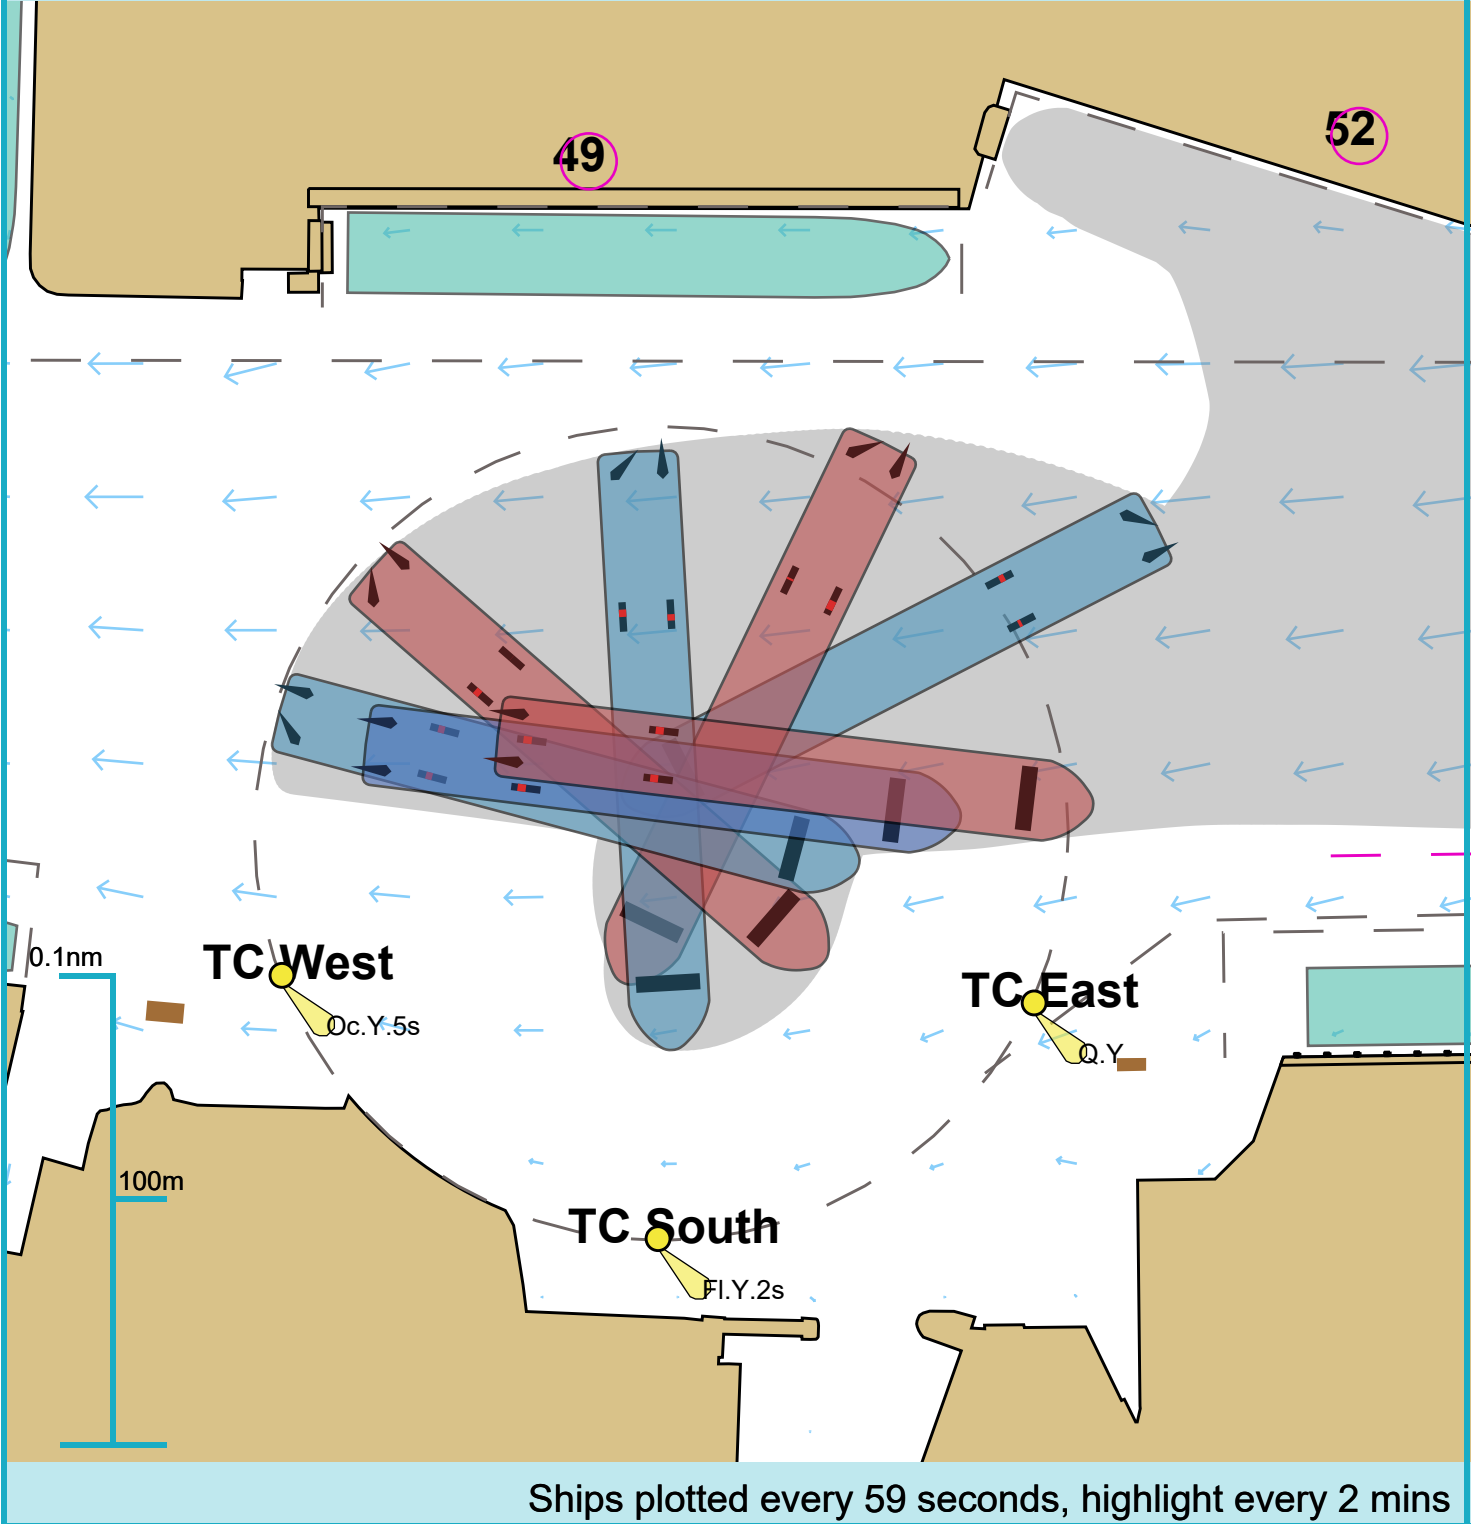 52
49
TC West
0.1nm
TC East
Oc.Y.5s
Q.Y
100m
TC South
Fl.Y.2s
Ships plotted every 59 seconds, highlight every 2 mins